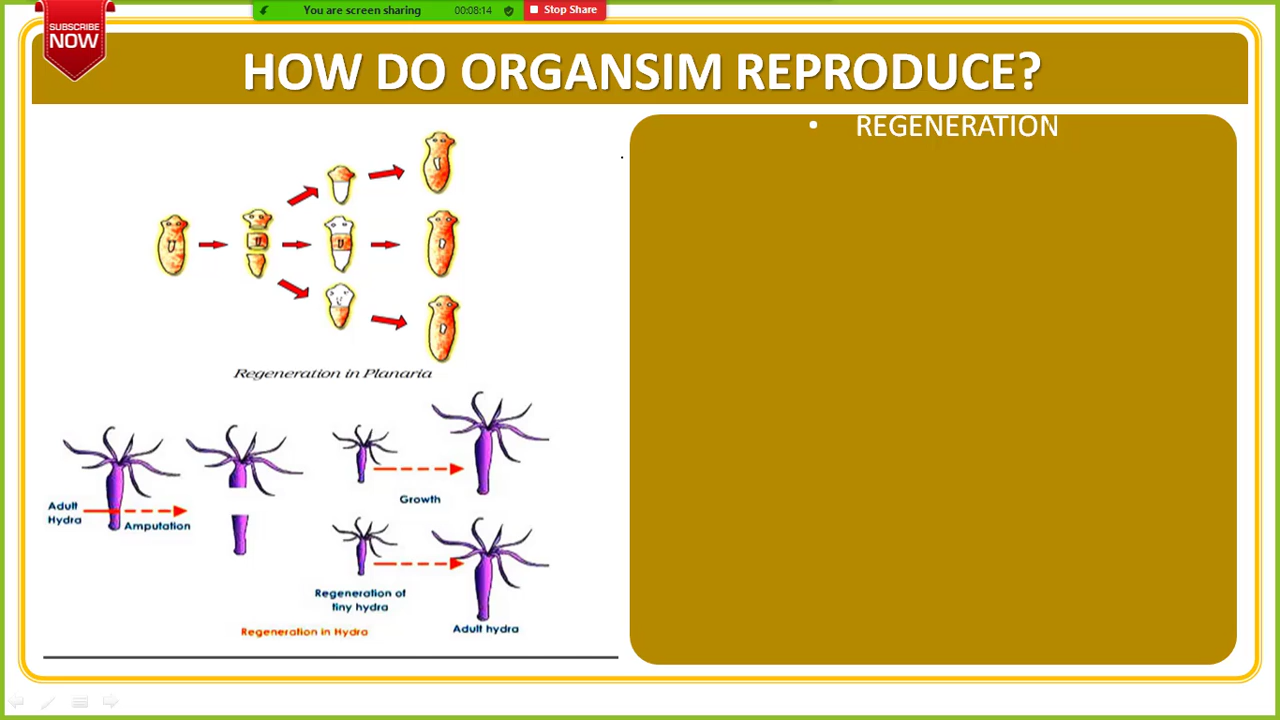 You are screen sharing
00:08:14
Stop Share
SUBSCRIBE
NOW
HOW DO ORGANSIM REPRODUCE?
• REGENERATION
Regeneration in Planaria
Adult
Hydra
Amputation
Growth
Regeneration of
tiny hydra
Adult hydra
Regeneration in Hydra